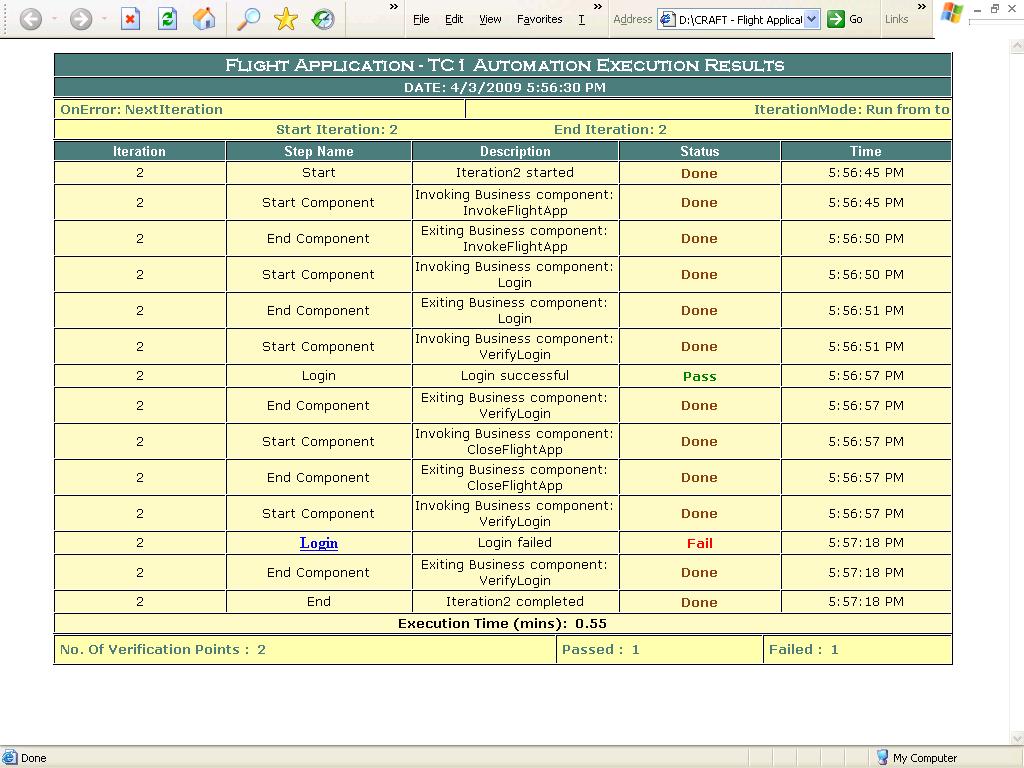 File Edit View Favorites T » Address D:\CRAFT - Flight Applicat Go Links »
FLIGHT APPLICATION - TC1 AUTOMATION EXECUTION RESULTS
DATE: 4/3/2009 5:56:30 PM
OnError: NextIteration IterationMode: Run from to
Start Iteration: 2 End Iteration: 2
Iteration Step Name Description Status Time
2 Start Iteration2 started Done 5:56:45 PM
2 Start Component Invoking Business component: InvokeFlightApp Done 5:56:45 PM
2 End Component Exiting Business component: InvokeFlightApp Done 5:56:50 PM
2 Start Component Invoking Business component: Login Done 5:56:50 PM
2 End Component Exiting Business component: Login Done 5:56:51 PM
2 Start Component Invoking Business component: VerifyLogin Done 5:56:51 PM
2 Login Login successful Pass 5:56:57 PM
2 End Component Exiting Business component: VerifyLogin Done 5:56:57 PM
2 Start Component Invoking Business component: CloseFlightApp Done 5:56:57 PM
2 End Component Exiting Business component: CloseFlightApp Done 5:56:57 PM
2 Start Component Invoking Business component: VerifyLogin Done 5:56:57 PM
2 Login Login failed Fail 5:57:18 PM
2 End Component Exiting Business component: VerifyLogin Done 5:57:18 PM
2 End Iteration2 completed Done 5:57:18 PM
Execution Time (mins): 0.55
No. Of Verification Points : 2 Passed : 1 Failed : 1
Done My Computer